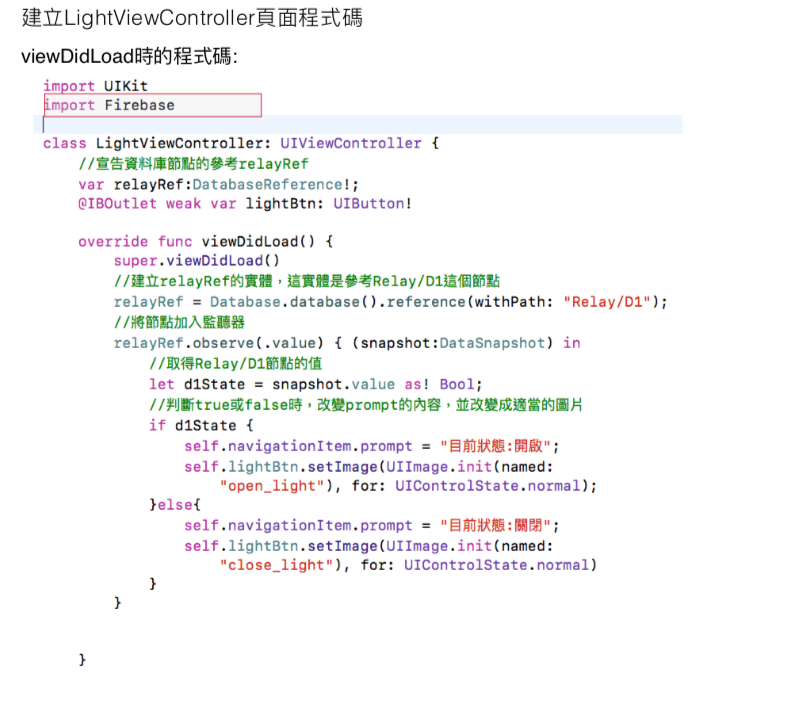 建立LightViewController頁面程式碼
viewDidLoad時的程式碼:
import UIKit
import Firebase
class LightViewController: UIViewController {
//宣告資料庫節點的參考relayRef
var relayRef:DatabaseReference!;
@IBOutlet weak var lightBtn: UIButton!
override func viewDidLoad() {
super.viewDidLoad()
//建立relayRef的實體，這實體是參考Relay/D1這個節點
relayRef = Database.database().reference(withPath: "Relay/D1");
//將節點加入監聽器
relayRef.observe(.value) { (snapshot:DataSnapshot) in
//取得Relay/D1節點的值
let d1State = snapshot.value as! Bool;
//判斷true或false時，改變prompt的內容，並改變成適當的圖片
if d1State {
self.navigationItem.prompt = "目前狀態:開啟";
self.lightBtn.setImage(UIImage.init(named:
"open_light"), for: UIControlState.normal);
}else{
self.navigationItem.prompt = "目前狀態:關閉";
self.lightBtn.setImage(UIImage.init(named:
"close_light"), for: UIControlState.normal)
}
}
}